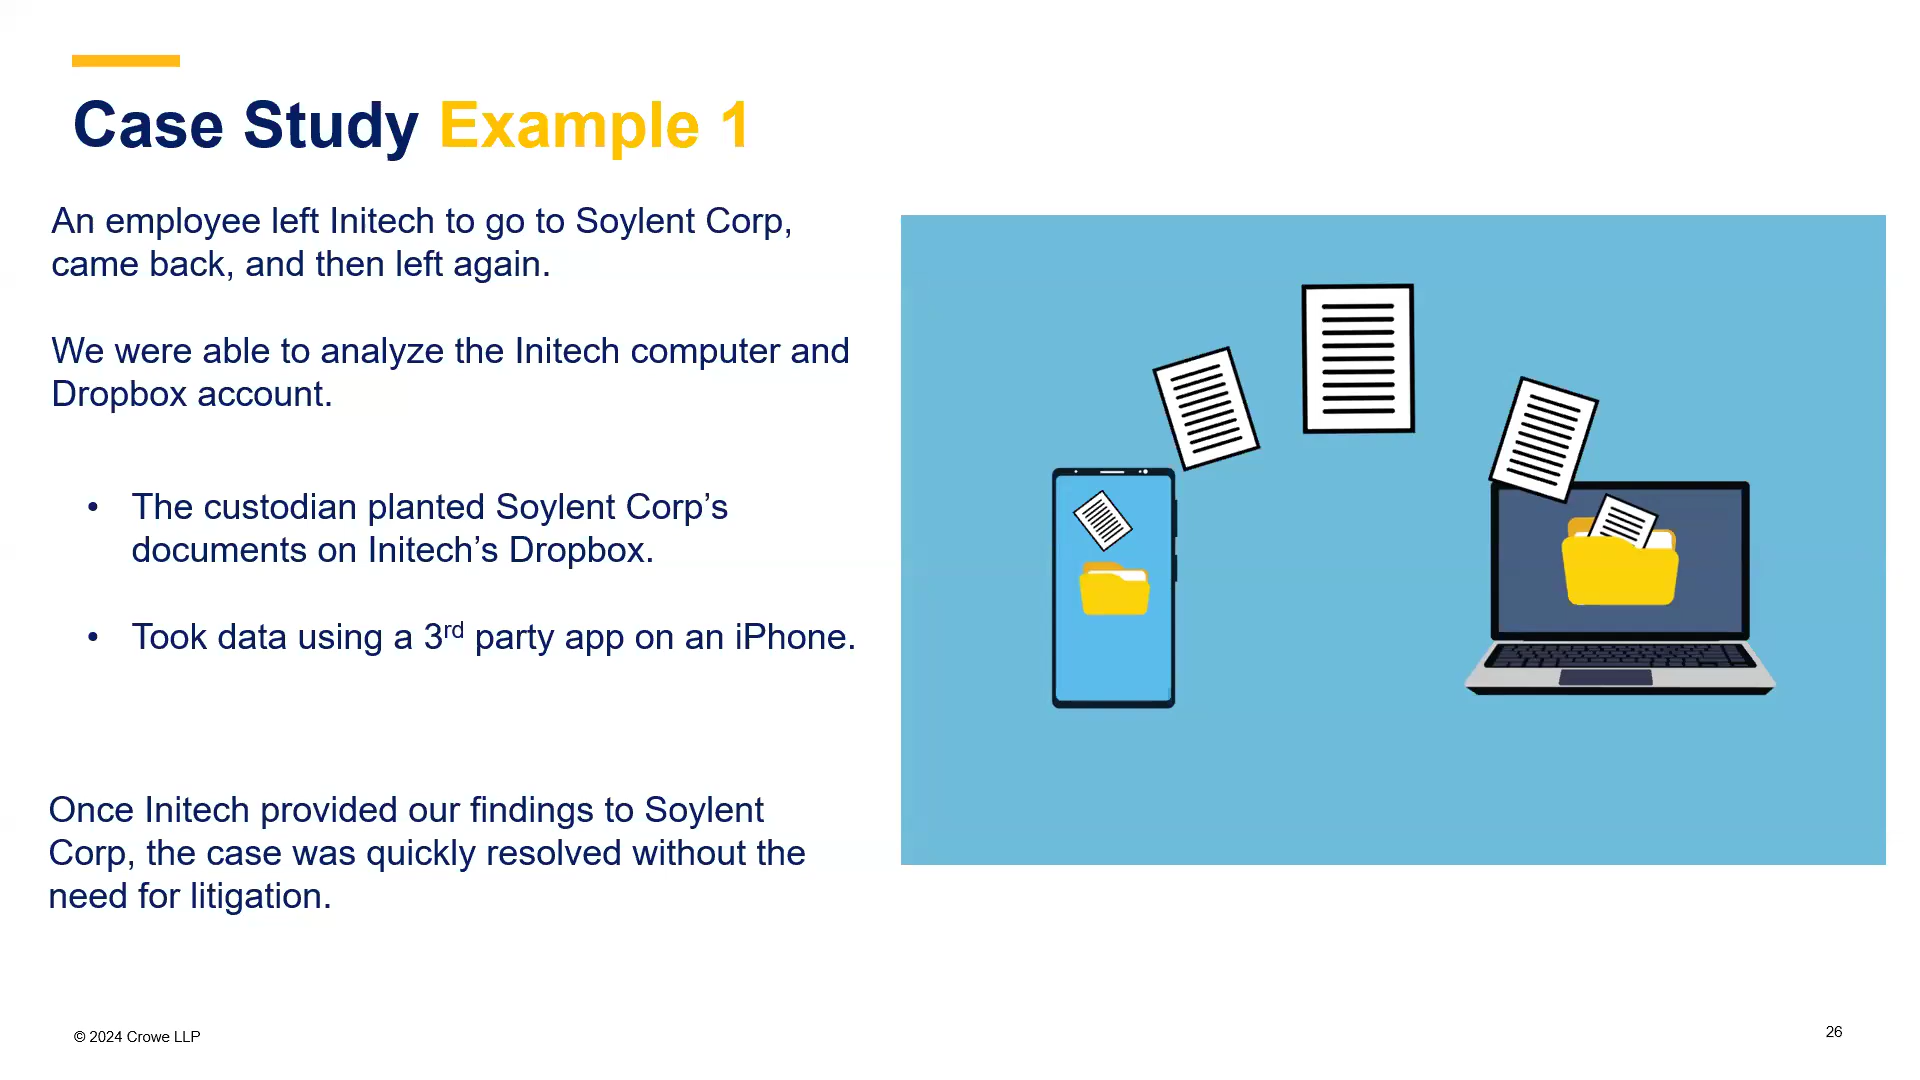 Case Study Example 1
An employee left Initech to go to Soylent Corp,
came back, and then left again.
We were able to analyze the Initech computer and
Dropbox account.
• The custodian planted Soylent Corp’s
documents on Initech’s Dropbox.
• Took data using a 3rd party app on an iPhone.
Once Initech provided our findings to Soylent
Corp, the case was quickly resolved without the
need for litigation.
© 2024 Crowe LLP
26